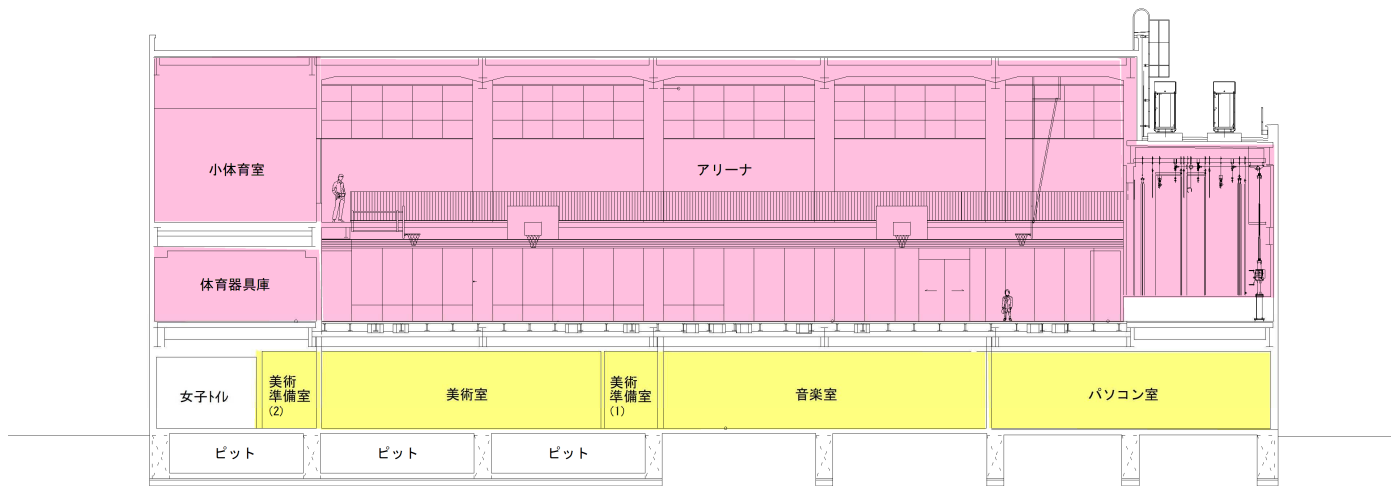 小体育室
アリーナ
体育器具庫
女子トイレ
美術
準備室
(2)
美術室
美術
準備室
(1)
音楽室
パソコン室
ピット
ピット
ピット